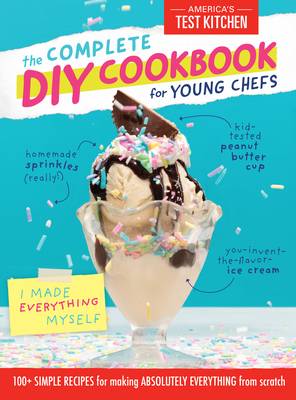 AMERICA'S
TEST KITCHEN
the COMPLETE
DIY COOKBOOK
for YOUNG CHEFS
kid-
tested
peanut
butter
cup
homemade
sprinkles
(really!)
you-invent-
the-flavor-
ice cream
I MADE
EVERYTHING
MYSELF
100+ SIMPLE RECIPES for making ABSOLUTELY EVERYTHING from scratch